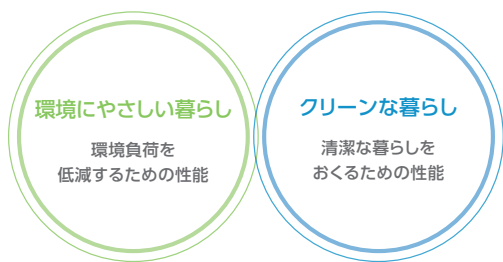 環境にやさしい暮らし
環境負荷を
低減するための性能
クリーンな暮らし
清潔な暮らしを
おくるための性能